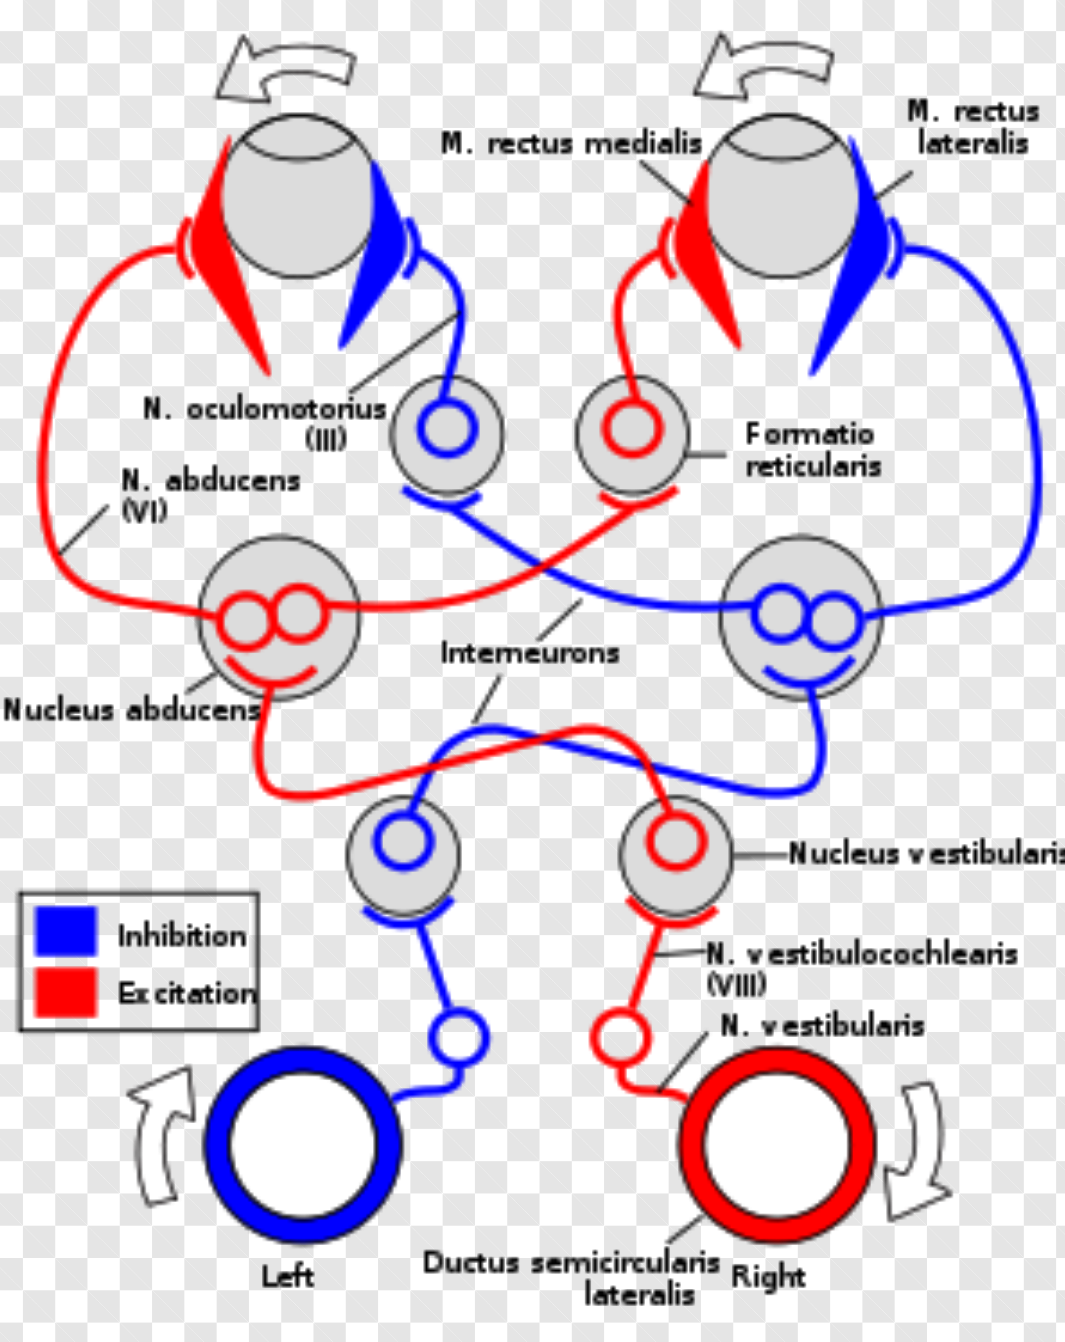 M. rectus
lateralis
M. rectus medialis
N. oculomotorius
(III)
Formatio
reticularis
N. abducens
(VI)
Interneurons
Nucleus abducens
Nucleus vestibularis
Inhibition
Excitation
N. vestibulocochlearis
(VIII)
N. vestibularis
Ductus semicircularis
lateralis
Left
Right